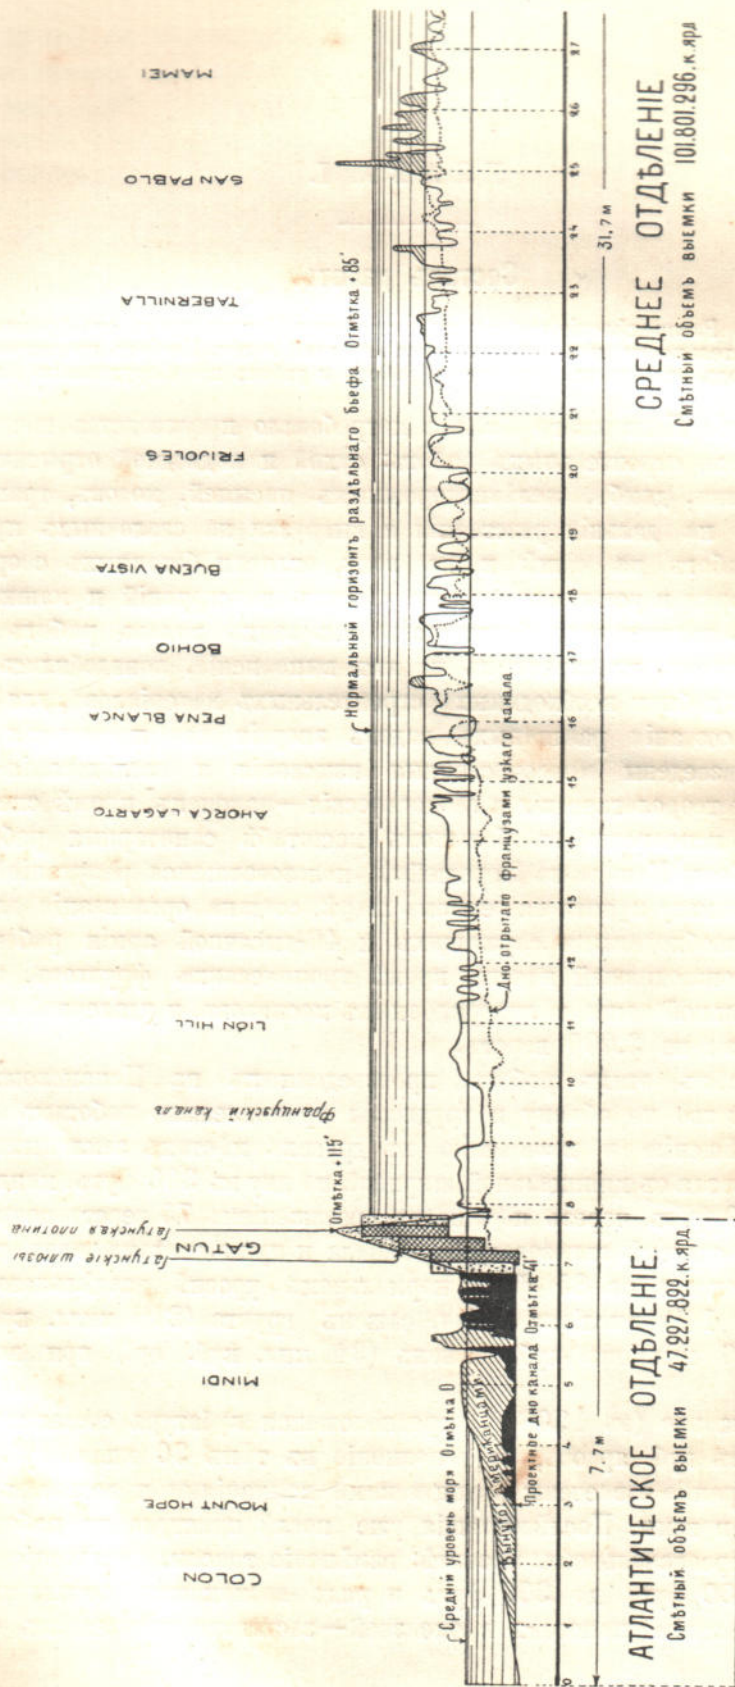 COLON
MOUNT HOPE
MINDI
GATUN
Гатунскіе шлюзы
Гатунская плотина
Французскій каналъ
LION HILL
AHORCA LAGARTO
PENA BLANCA
BOHIO
BUENA VISTA
FRIJOLES
TABERNILLA
SAN PABLO
MAMEI
Отмѣтка + 115'
Нормальный горизонтъ раздѣльнаго бьефа Отмѣтка + 85'
Средній уровень моря Отмѣтка 0
Вынуто американцами
Проектное дно канала Отмѣтка-41'
Дно отрытаго французами узкаго канала
0 1 2 3 4 5 6 7 8 9 10 11 12 13 14 15 16 17 18 19 20 21 22 23 24 25 26 27
7.7 м
31.7 м
АТЛАНТИЧЕСКОЕ ОТДѢЛЕНІЕ.
Смѣтный объемъ выемки 47.227.822.к.ярд
СРЕДНЕЕ ОТДѢЛЕНІЕ
Смѣтный объемъ выемки 101.801.296.к.ярд